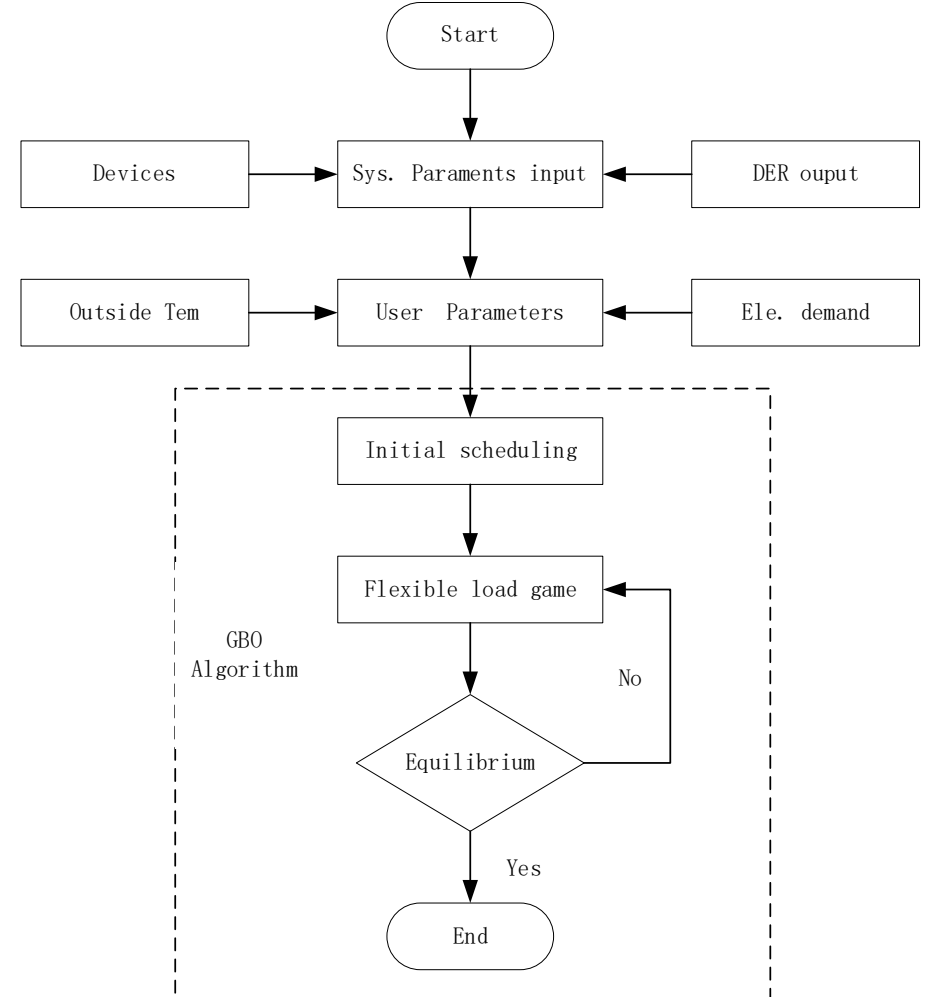 Start
Devices
Sys. Paraments input
DER ouput
Outside Tem
User Parameters
Ele. demand
Initial scheduling
Flexible load game
GBO
Algorithm
No
Equilibrium
Yes
End